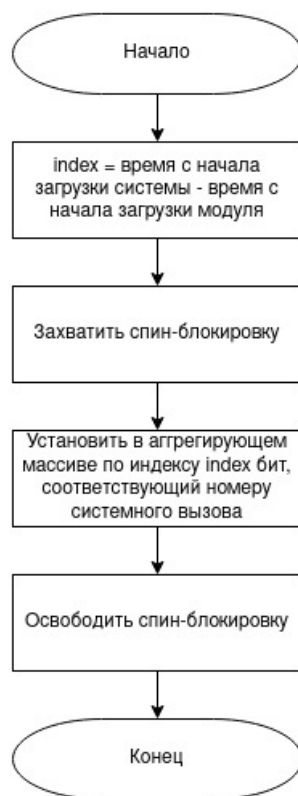 Начало
index = время с начала
загрузки системы - время с
начала загрузки модуля
Захватить спин-блокировку
Установить в аггрегирующем
массиве по индексу index бит,
соответствующий номеру
системного вызова
Освободить спин-блокировку
Конец